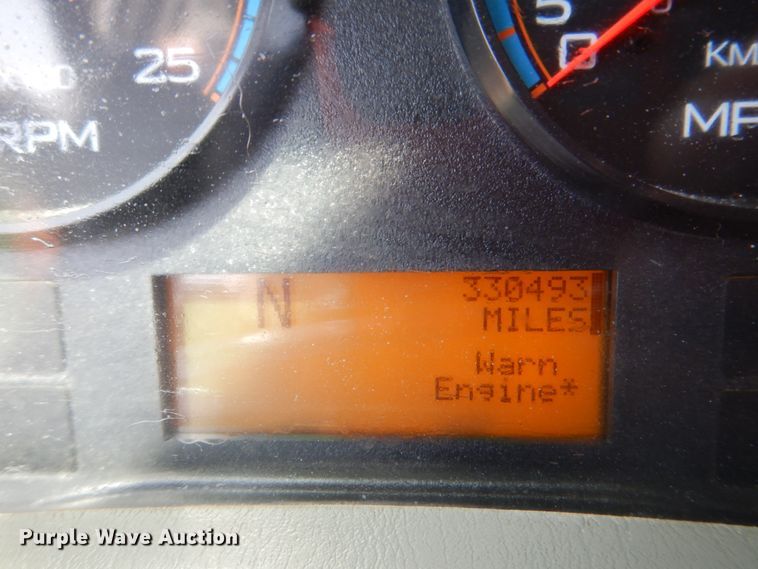 25
RPM
5
0
KM
MP
N
330493
MILES
Warn
Engine*
Purple Wave Auction